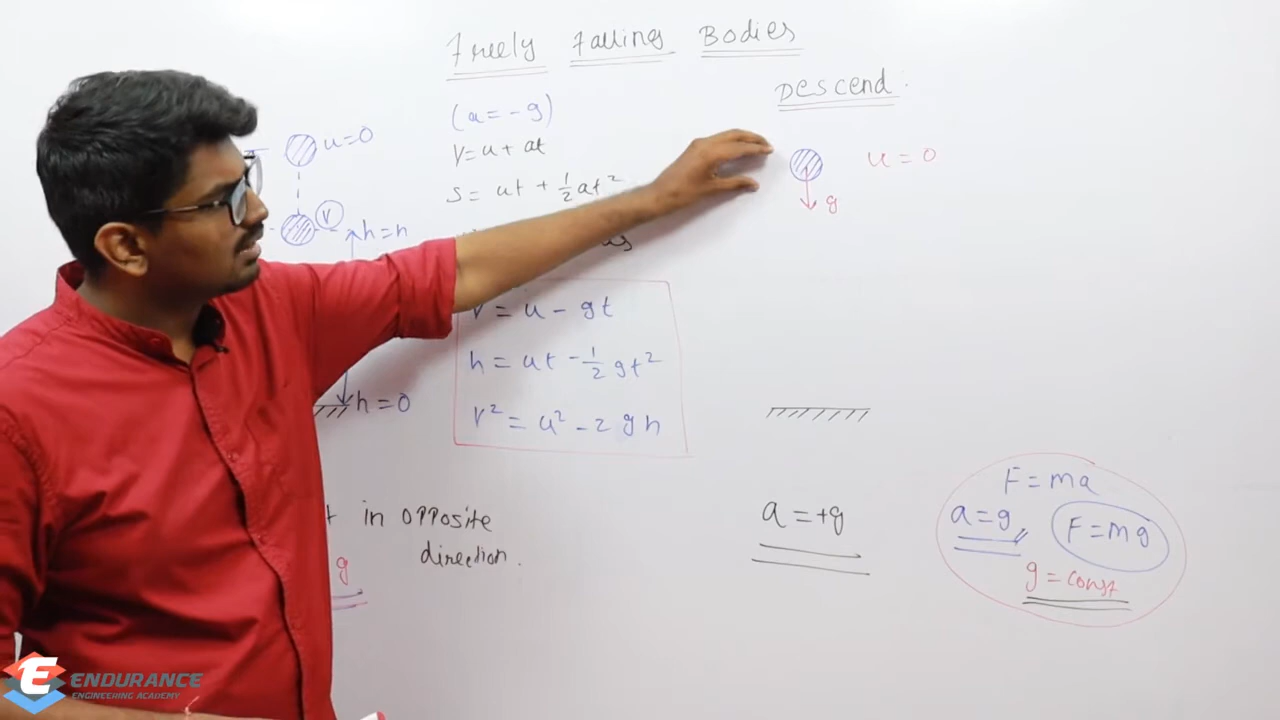 Freely Falling Bodies
Descend.
(a = - g)
V = u + at
S = ut + ½at²
as
u = 0
V
h = h
h = 0
V = u - gt
h = ut - ½gt²
V² = u² - 2gh
u = 0
g
in opposite
direction.
g
a = +g
F = ma
a = g
F = mg
g = const
E ENDURANCE
ENGINEERING ACADEMY